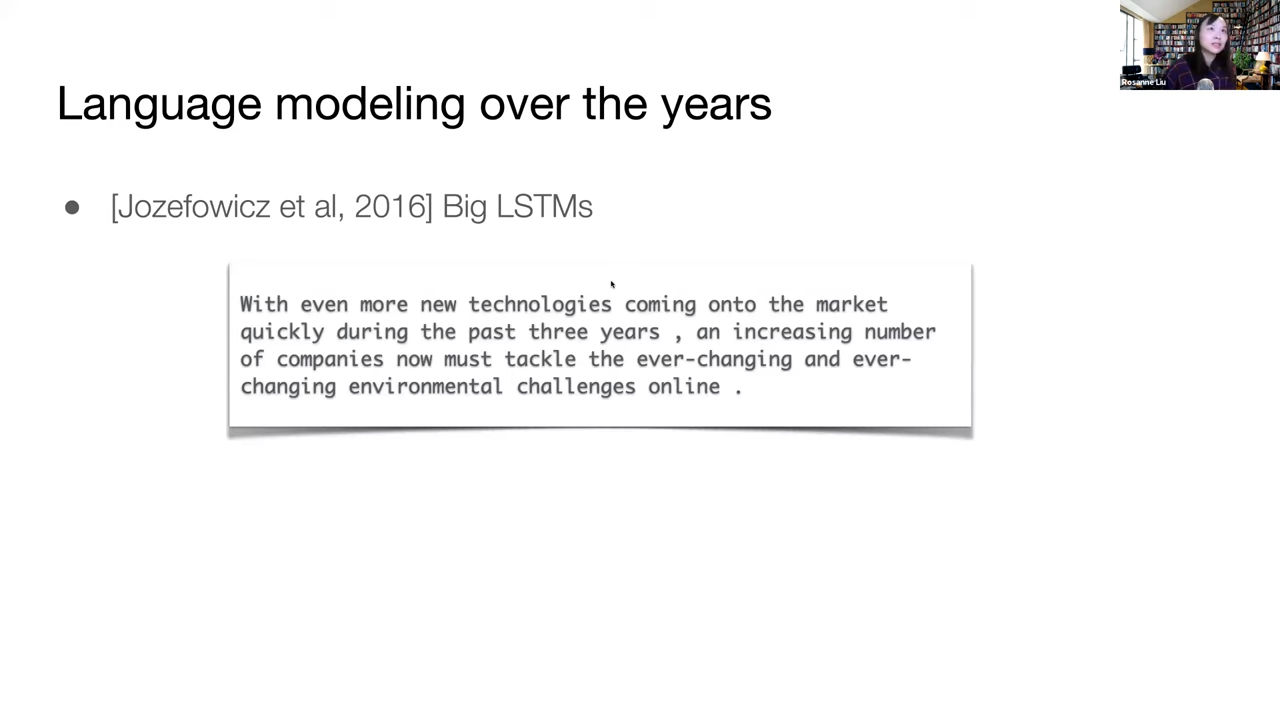 Rosanne Liu
Language modeling over the years
● [Jozefowicz et al, 2016] Big LSTMs
With even more new technologies coming onto the market
quickly during the past three years , an increasing number
of companies now must tackle the ever-changing and ever-
changing environmental challenges online .